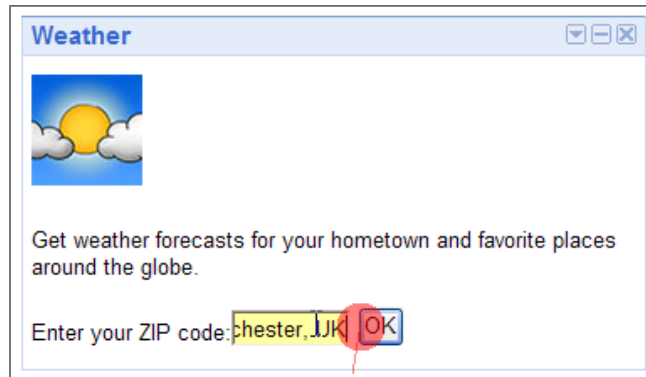 Weather
Get weather forecasts for your hometown and favorite places
around the globe.
Enter your ZIP code: chester, UK OK